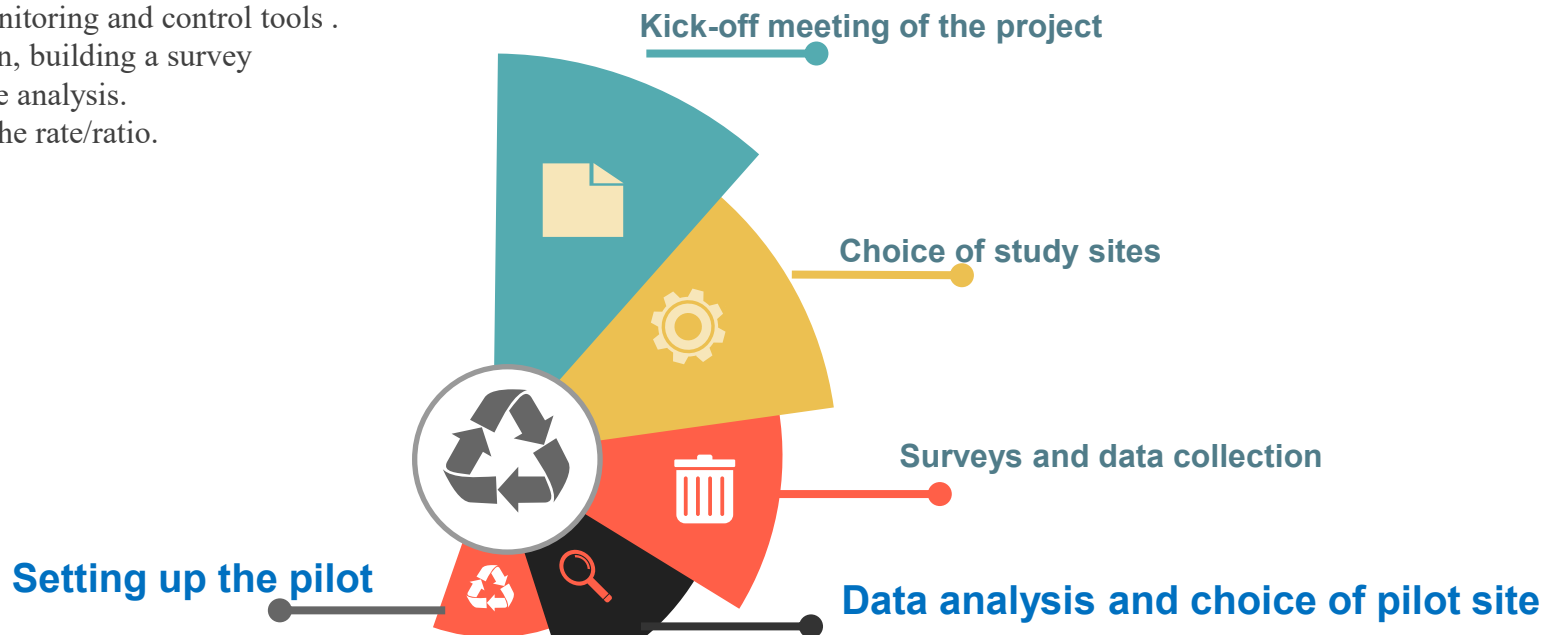 nitoring and control tools .
n, building a survey
e analysis.
he rate/ratio.
Kick-off meeting of the project
Choice of study sites
Surveys and data collection
Data analysis and choice of pilot site
Setting up the pilot